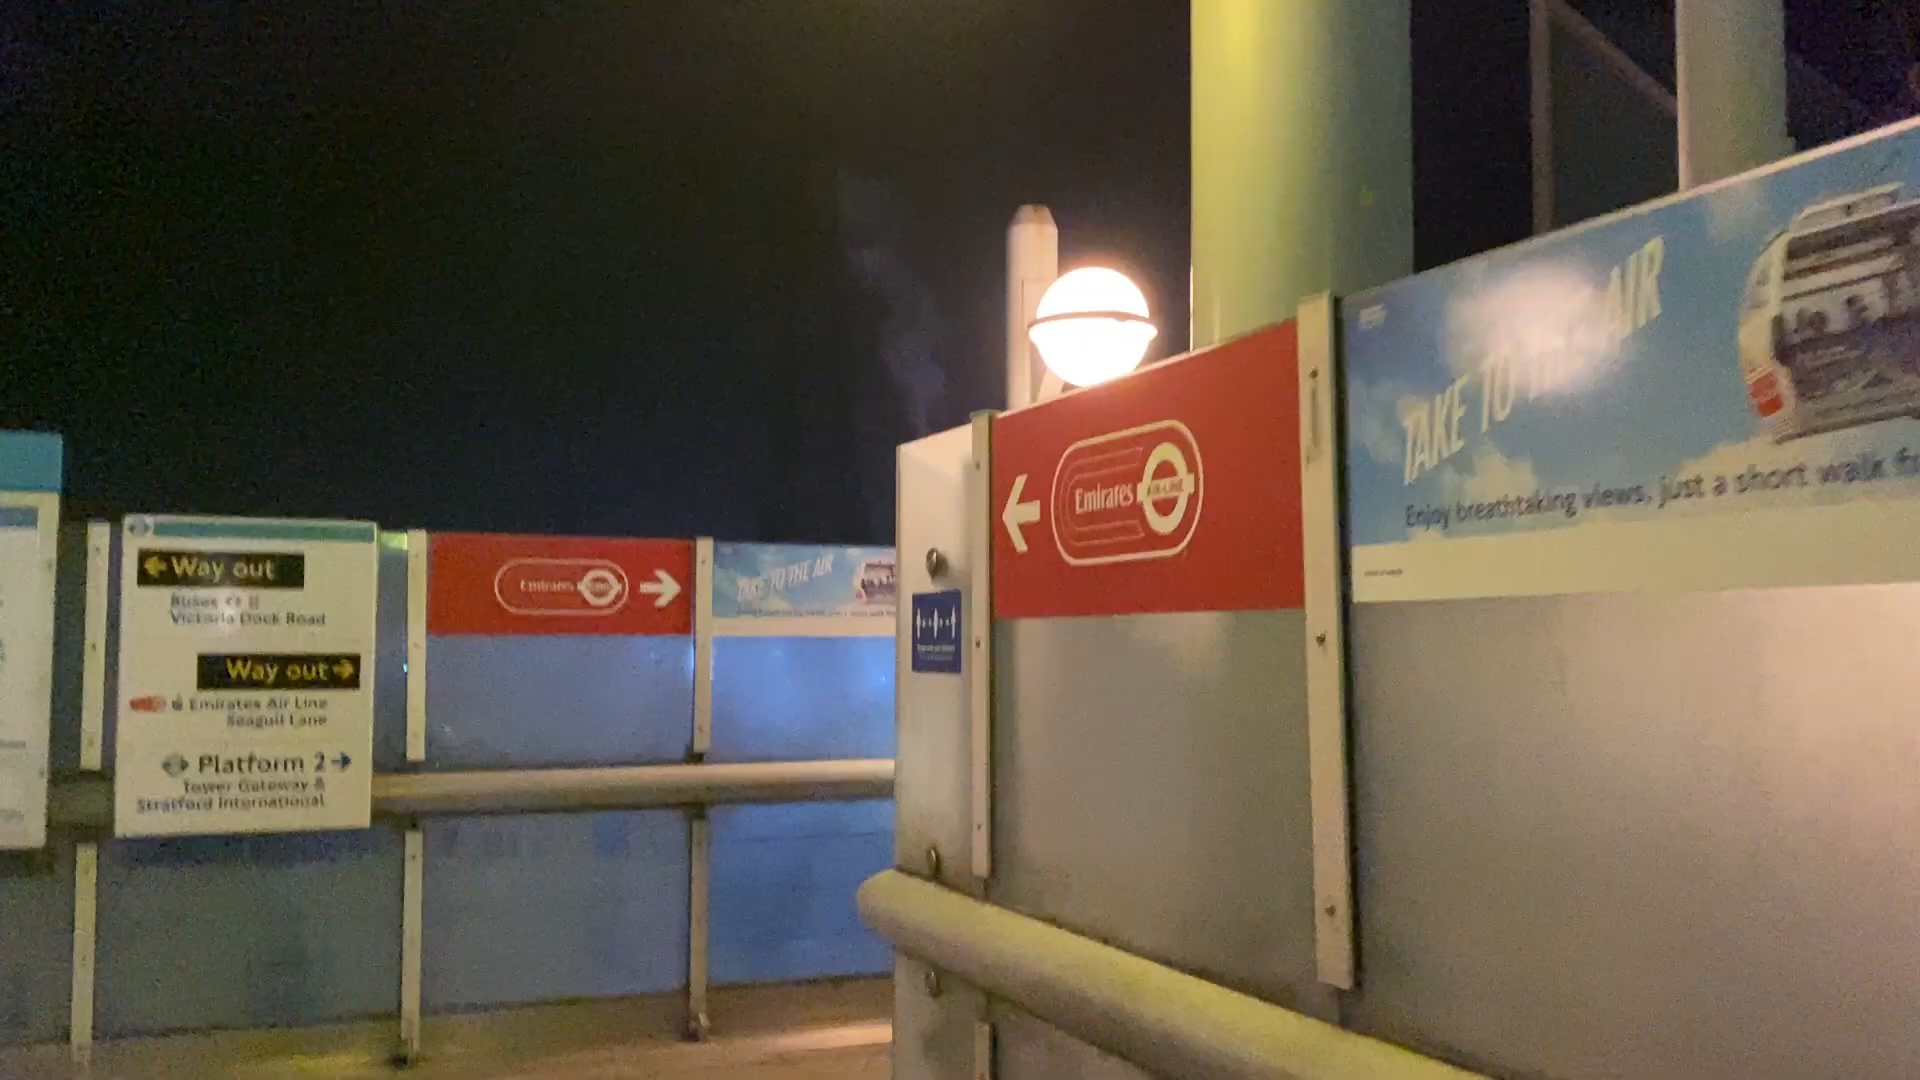 Way out
Buses
Victoria Dock Road
Way out
Emirates Air Line
Seagull Lane
Platform 2
Tower Gateway &
Stratford International
Emirates
TAKE TO THE AIR
Emirates
AIR LINE
TAKE TO THE AIR
Enjoy breathtaking views, just a short walk